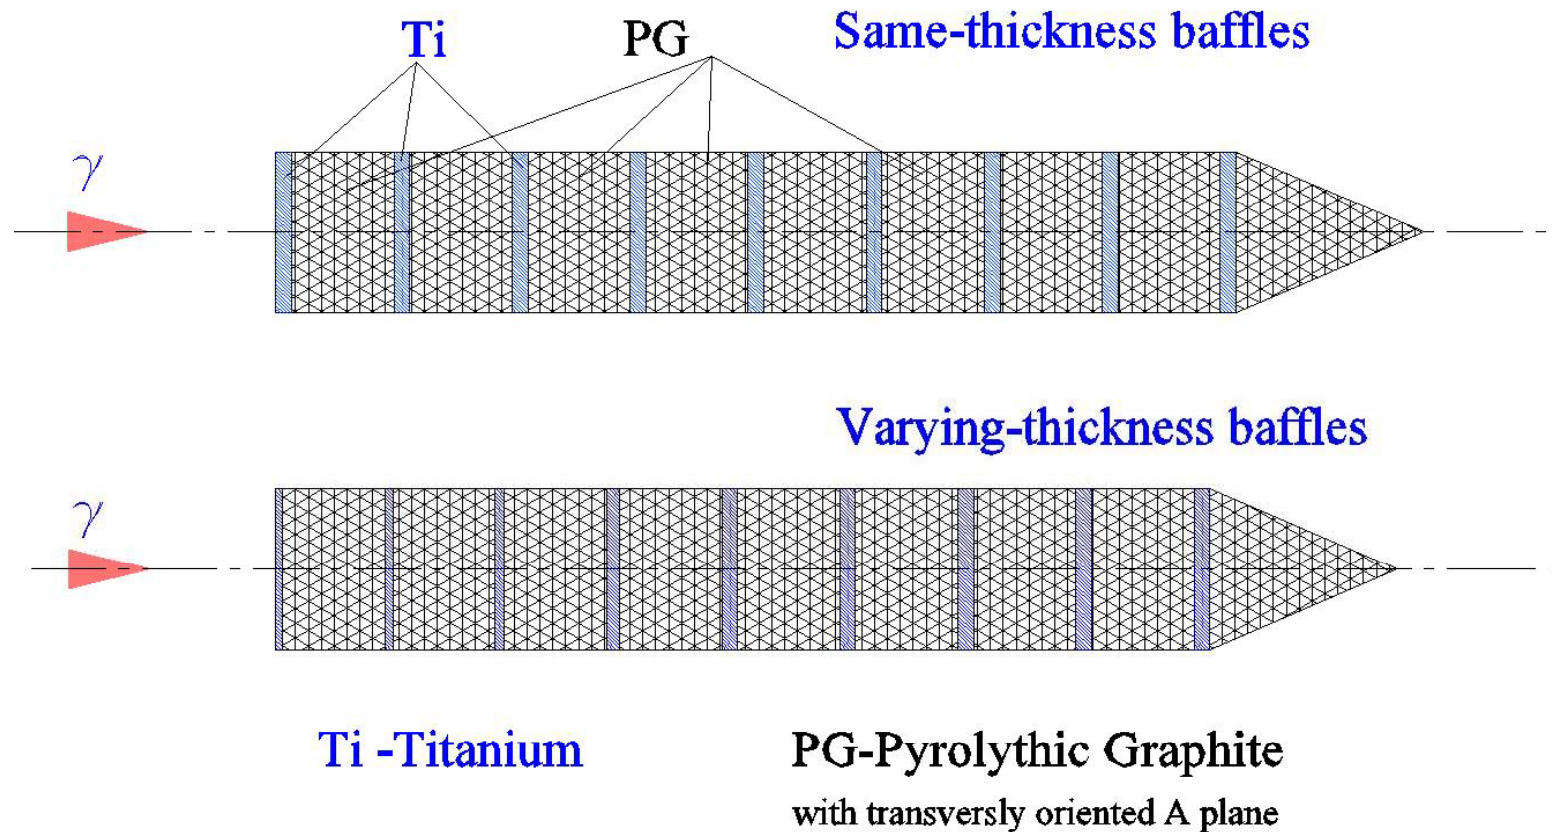 Ti
PG
Same-thickness baffles
γ
Varying-thickness baffles
γ
Ti -Titanium
PG-Pyrolythic Graphite
with transversly oriented A plane